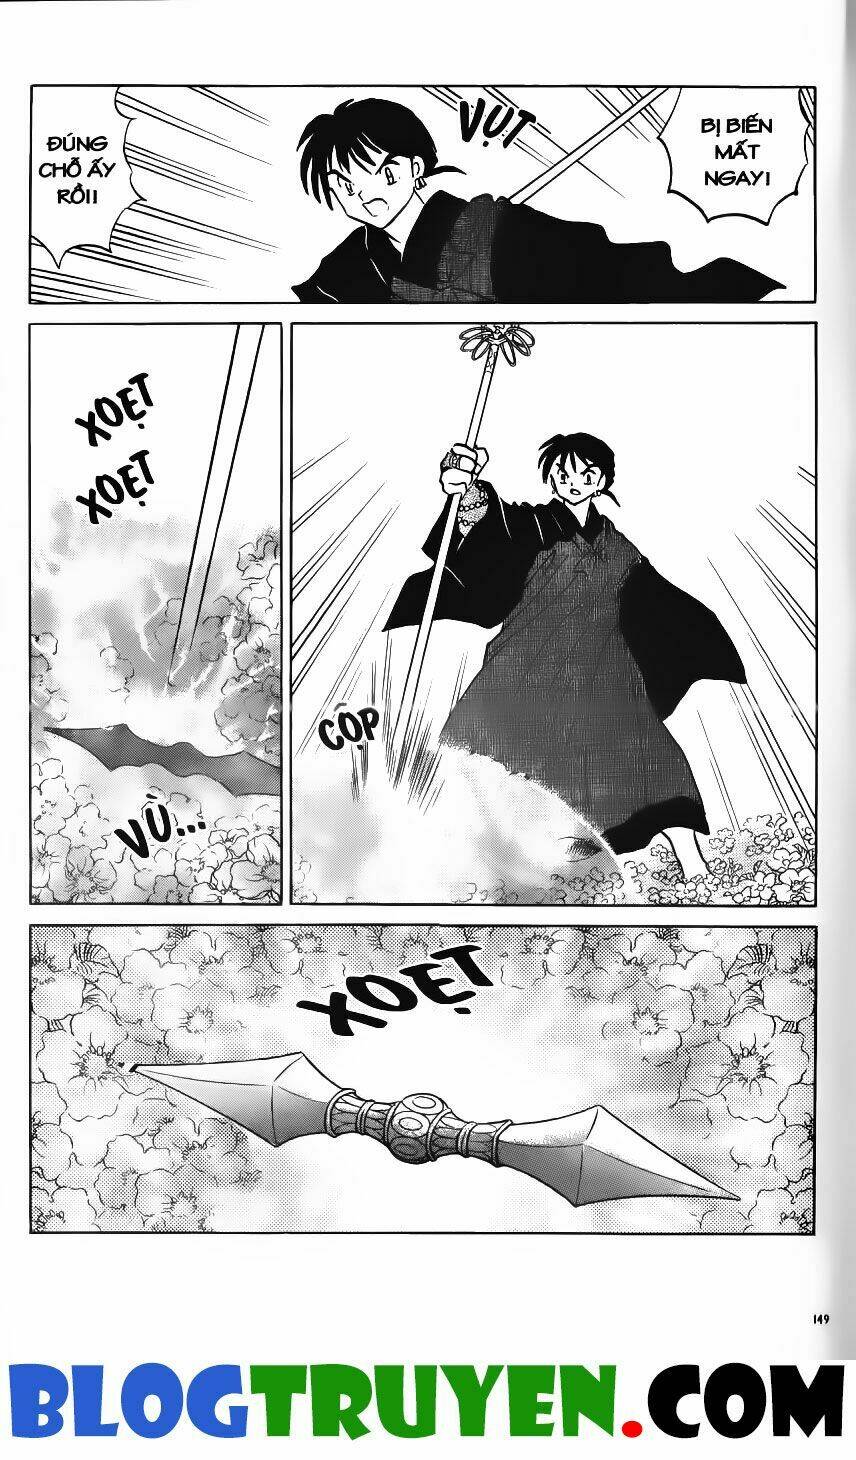 BỊ BIẾN
MẤT
NGAY!
VỤT
ĐÚNG
CHỖ ẤY
RỒI!
XOẸT
XOẸT
VÙ...
CỘP
XOẸT
149
BLOGTRUYEN.COM